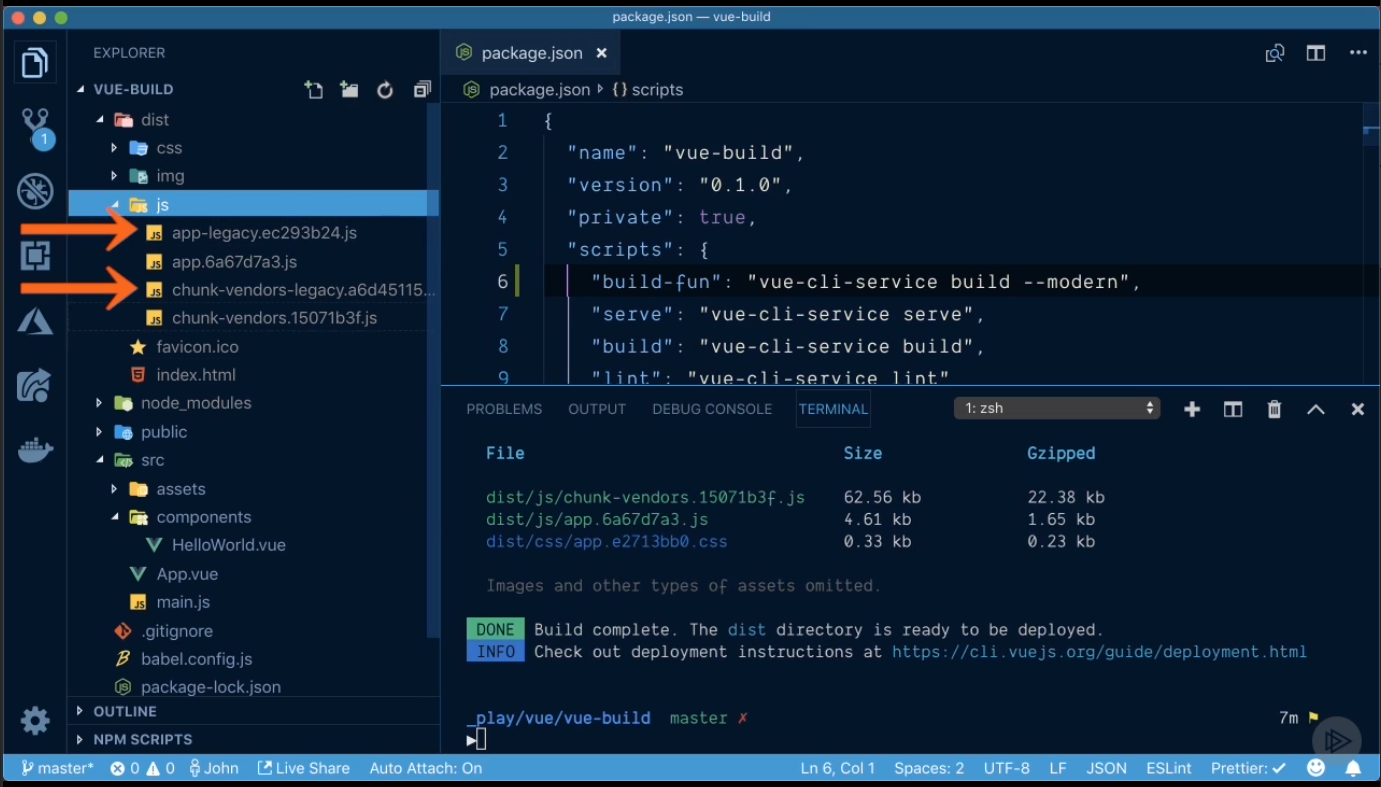 package.json — vue-build
EXPLORER
VUE-BUILD
dist
css
img
js
app-legacy.ec293b24.js
app.6a67d7a3.js
chunk-vendors-legacy.a6d45115...
chunk-vendors.15071b3f.js
favicon.ico
index.html
node_modules
public
src
assets
components
HelloWorld.vue
App.vue
main.js
.gitignore
babel.config.js
package-lock.json
OUTLINE
NPM SCRIPTS
1
package.json ×
package.json {} scripts
1 {
2 "name": "vue-build",
3 "version": "0.1.0",
4 "private": true,
5 "scripts": {
6 "build-fun": "vue-cli-service build --modern",
7 "serve": "vue-cli-service serve",
8 "build": "vue-cli-service build",
9 "lint": "vue-cli-service lint"
PROBLEMS OUTPUT DEBUG CONSOLE TERMINAL 1: zsh
File Size Gzipped
dist/js/chunk-vendors.15071b3f.js 62.56 kb 22.38 kb
dist/js/app.6a67d7a3.js 4.61 kb 1.65 kb
dist/css/app.e2713bb0.css 0.33 kb 0.23 kb
Images and other types of assets omitted.
DONE Build complete. The dist directory is ready to be deployed.
INFO Check out deployment instructions at https://cli.vuejs.org/guide/deployment.html
_play/vue/vue-build master ✗ 7m
master* 0 0 John Live Share Auto Attach: On Ln 6, Col 1 Spaces: 2 UTF-8 LF JSON ESLint Prettier: ✓